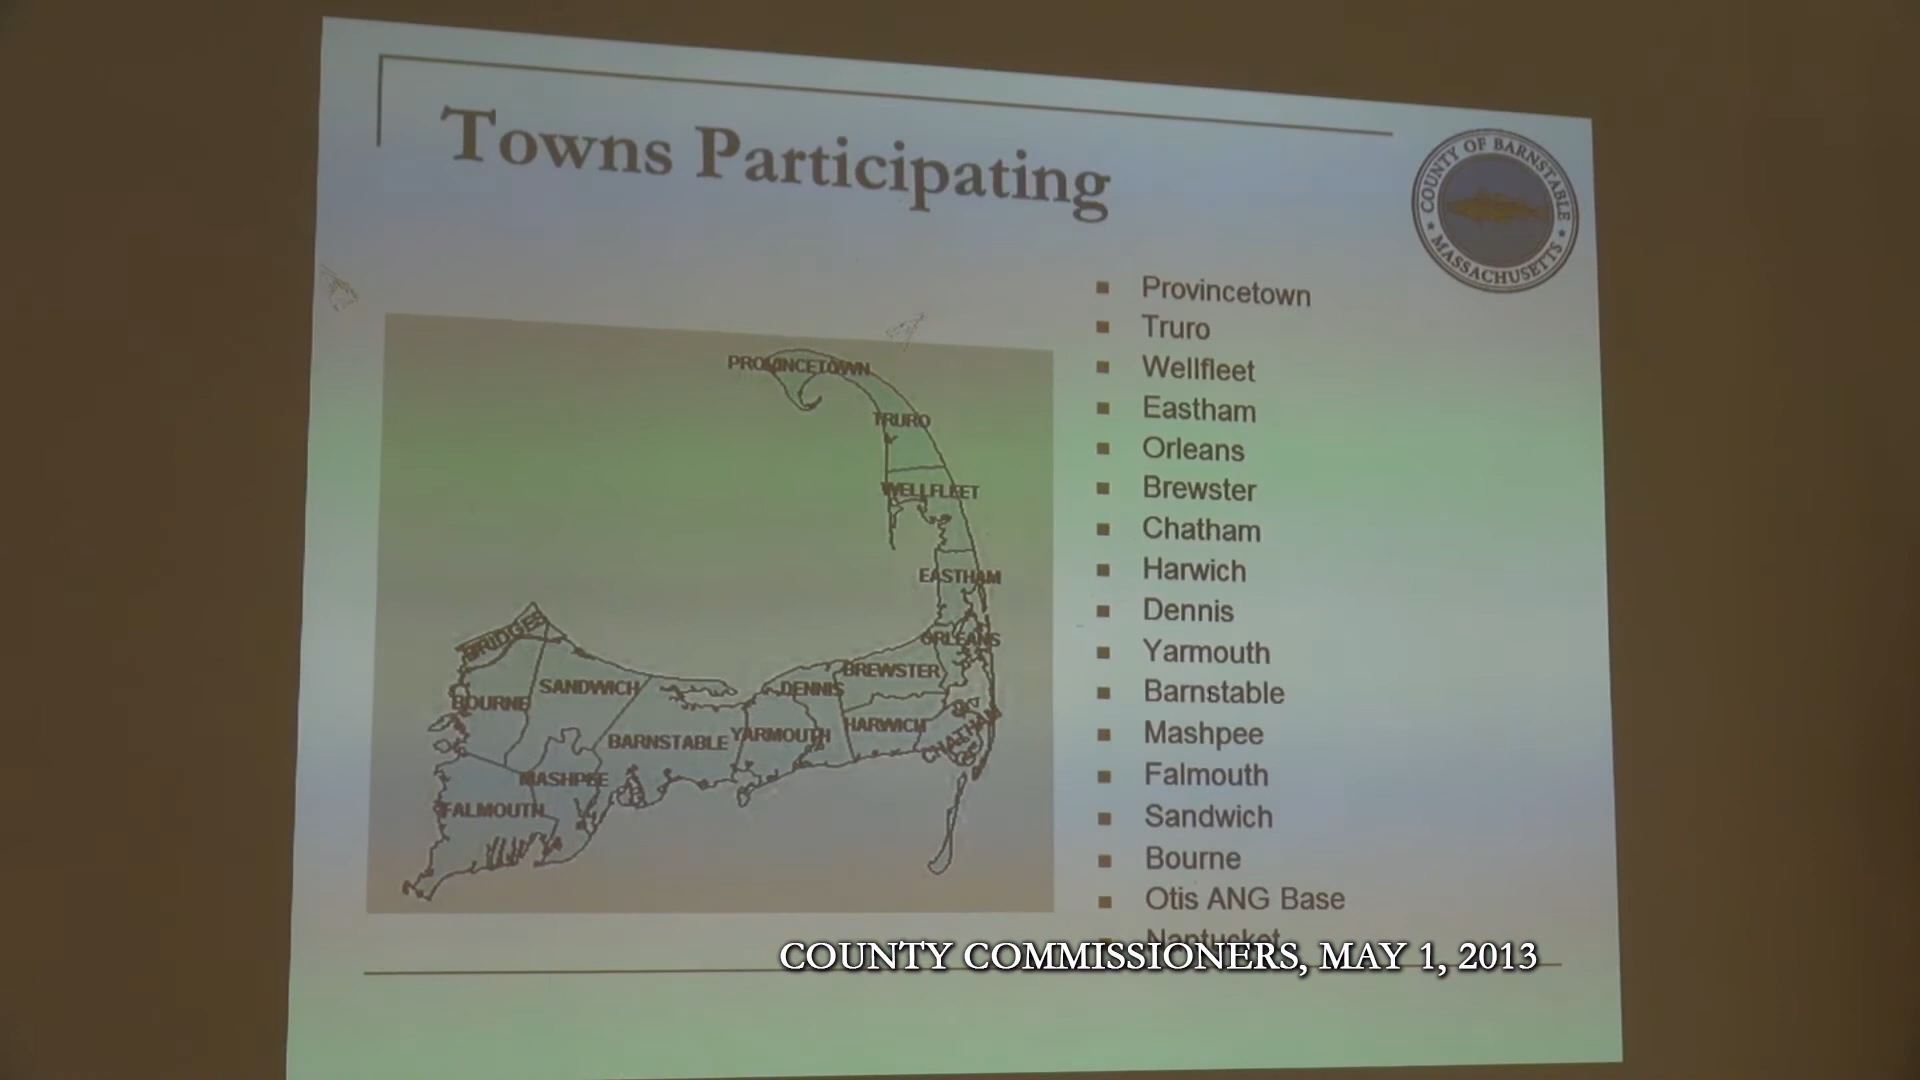 Towns Participating
COUNTY OF BARNSTABLE
MASSACHUSETTS
Provincetown
Truro
Wellfleet
Eastham
Orleans
Brewster
Chatham
Harwich
Dennis
Yarmouth
Barnstable
Mashpee
Falmouth
Sandwich
Bourne
Otis ANG Base
Nantucket
PROVINCETOWN
TRURO
WELLFLEET
EASTHAM
ORLEANS
BREWSTER
DENNIS
HARWICH
CHATHAM
YARMOUTH
BARNSTABLE
SANDWICH
BRIDGES
BOURNE
MASHPEE
FALMOUTH
COUNTY COMMISSIONERS, MAY 1, 2013